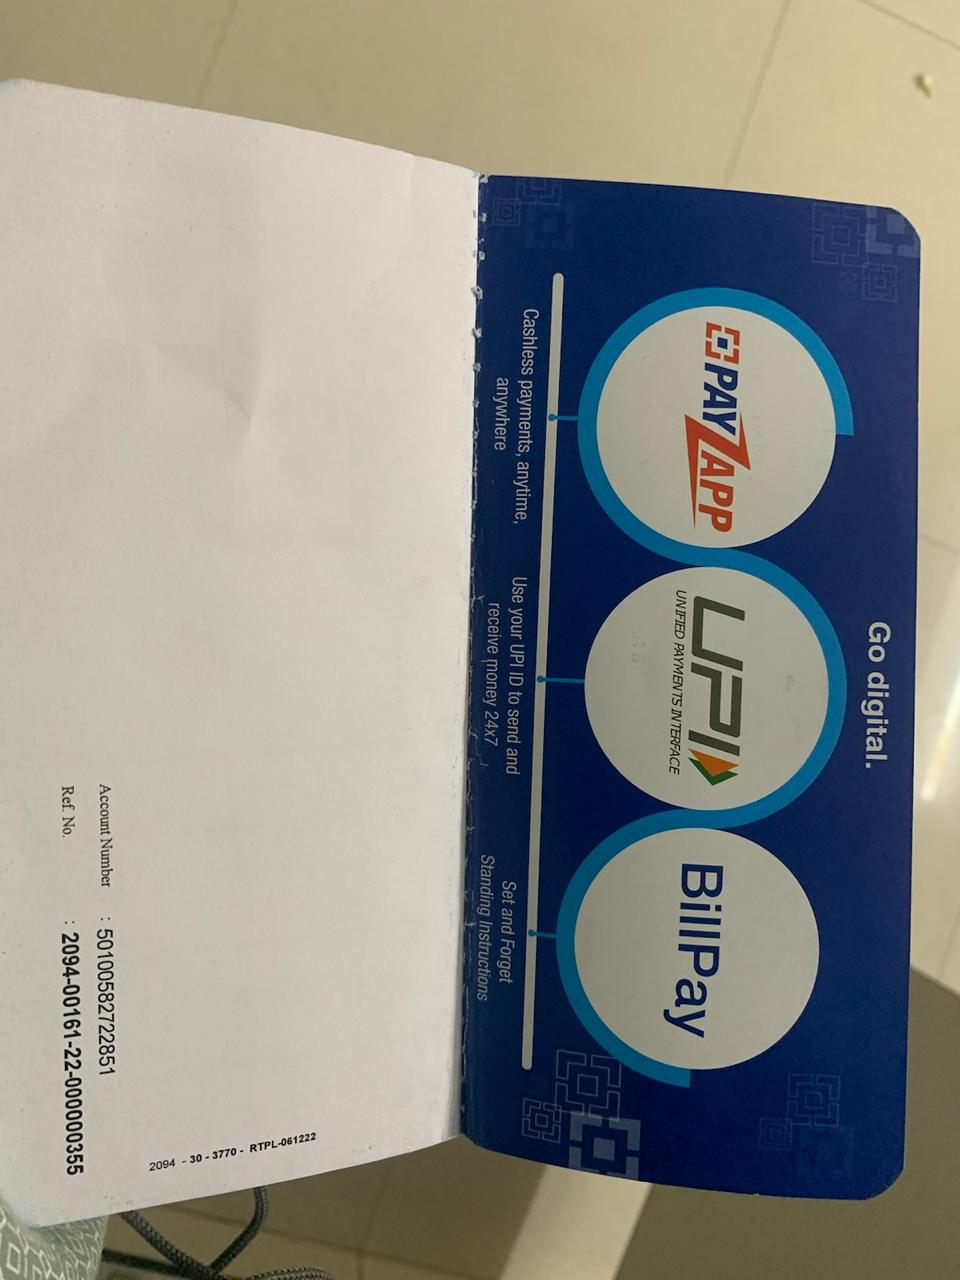 Go digital.
PAYZAPP
UPI
UNIFIED PAYMENTS INTERFACE
BillPay
Cashless payments, anytime,
anywhere
Use your UPI ID to send and
receive money 24x7
Set and Forget
Standing Instructions
2094 - 30 - 3770 - RTPL-061222
Account Number : 50100582722851
Ref. No. : 2094-00161-22-000000355